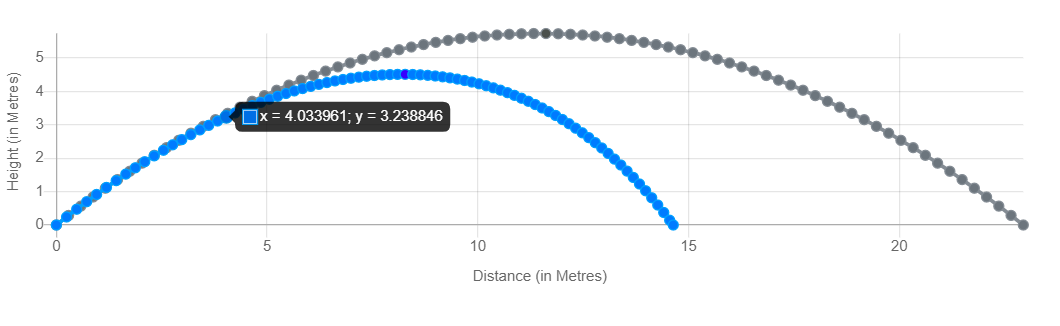 5
4
x = 4.033961; y = 3.238846
3
2
1
0
Height (in Metres)
0 5 10 15 20
Distance (in Metres)